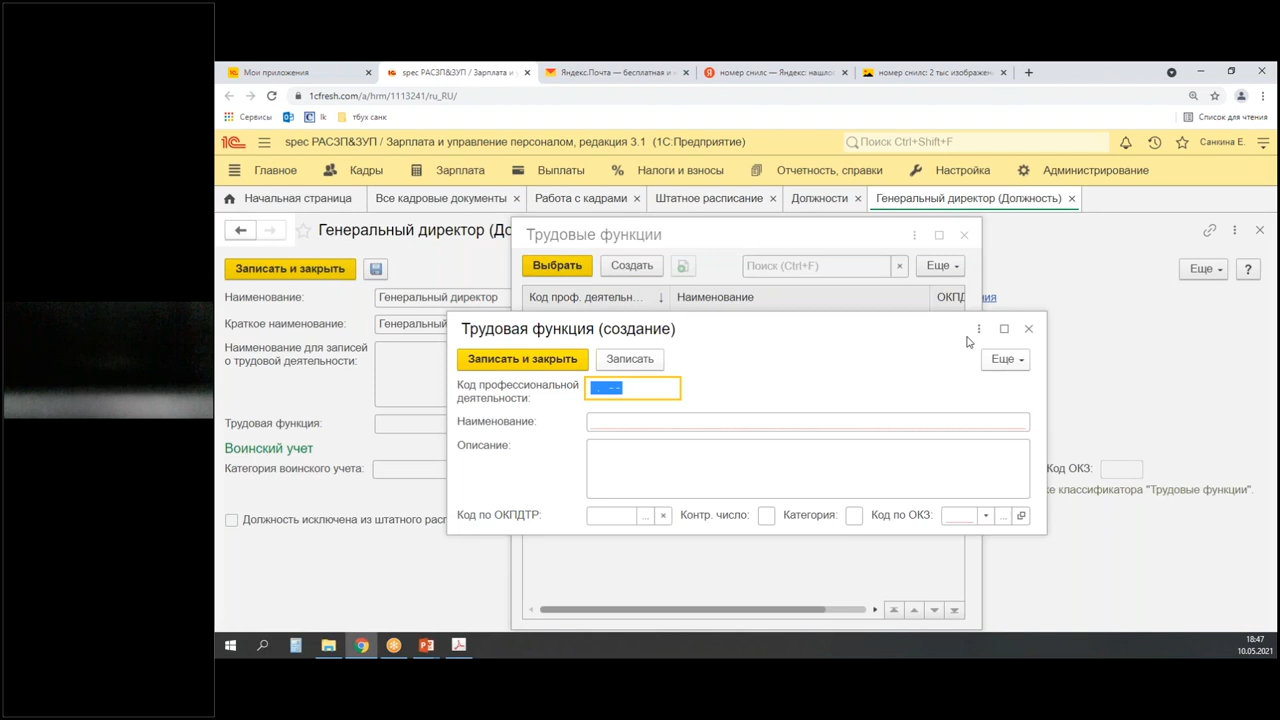 Мои приложения
spec РАСЗП&ЗУП / Зарплата и
Яндекс.Почта — бесплатная и
номер снилс — Яндекс: нашлос
номер снилс: 2 тыс изображен
1cfresh.com/a/hrm/1113241/ru_RU/
Сервисы
lk
тбух санк
Список для чтения
spec РАСЗП&ЗУП / Зарплата и управление персоналом, редакция 3.1 (1С:Предприятие)
Поиск Ctrl+Shift+F
Санкина Е.
Главное
Кадры
Зарплата
Выплаты
Налоги и взносы
Отчетность, справки
Настройка
Администрирование
Начальная страница
Все кадровые документы
Работа с кадрами
Штатное расписание
Должности
Генеральный директор (Должность)
Генеральный директор (До
Трудовые функции
Записать и закрыть
Выбрать
Создать
Поиск (Ctrl+F)
Еще
Еще
?
Наименование:
Генеральный директор
Код проф. деятельн...
Наименование
ОКПД
ния
Краткое наименование:
Генеральный
Трудовая функция (создание)
Наименование для записей
о трудовой деятельности:
Записать и закрыть
Записать
Еще
Код профессиональной
деятельности:
Трудовая функция:
Наименование:
Воинский учет
Описание:
Категория воинского учета:
Код ОКЗ:
ке классификатора "Трудовые функции".
Должность исключена из штатного расп
Код по ОКПДТР:
Контр. число:
Категория:
Код по ОКЗ:
18:47
10.05.2021